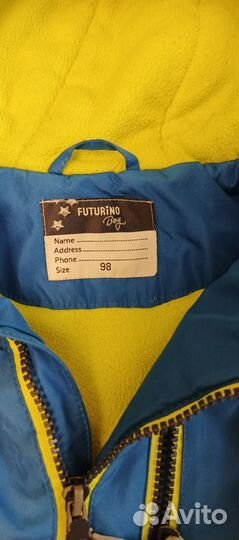 FUTURINO
Boy
Name
Address
Phone
Size 98
Avito